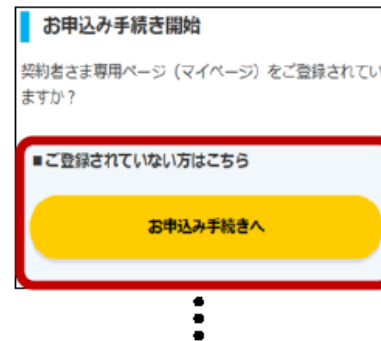 お申込み手続き開始
契約者さま専用ページ（マイページ）をご登録されてい
ますか？
■ご登録されていない方はこちら
お申込み手続きへ